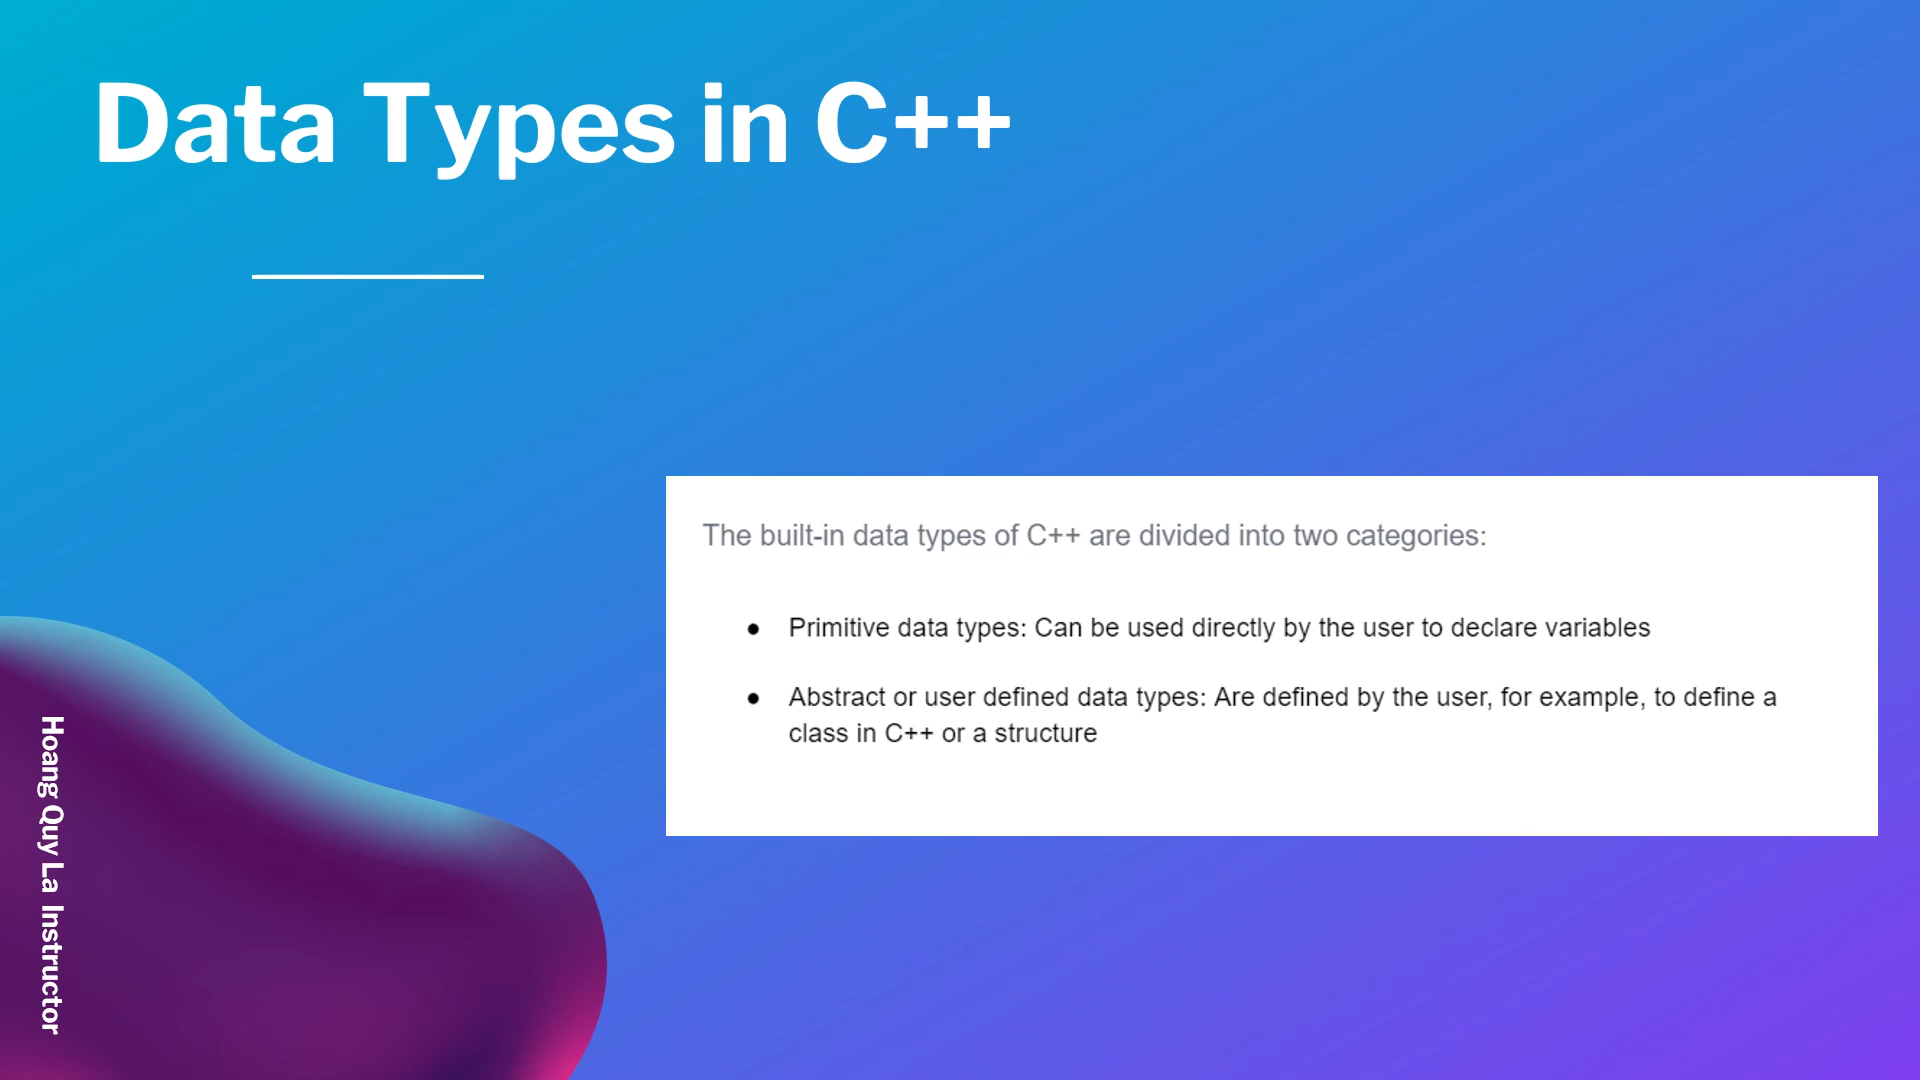 Data Types in C++
The built-in data types of C++ are divided into two categories:
● Primitive data types: Can be used directly by the user to declare variables
● Abstract or user defined data types: Are defined by the user, for example, to define a
class in C++ or a structure
Hoang Quy La Instructor